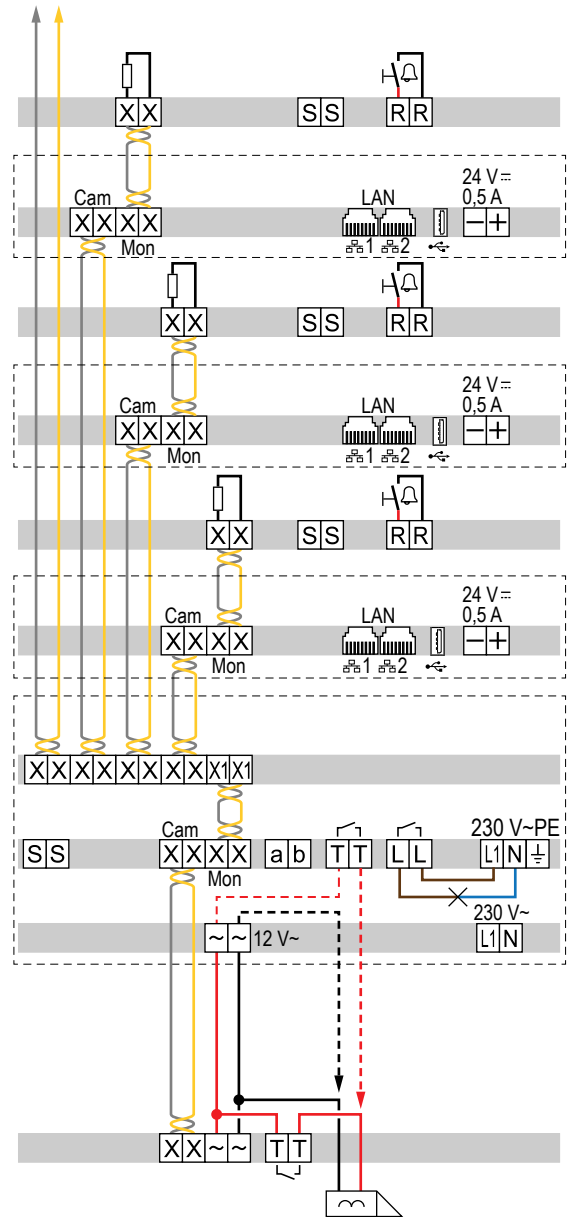 X X S S R R
24 V⎓
Cam LAN 0,5 A
X X X X − +
Mon 1 2
X X S S R R
24 V⎓
Cam LAN 0,5 A
X X X X − +
Mon 1 2
X X S S R R
24 V⎓
Cam LAN 0,5 A
X X X X − +
Mon 1 2
X X X X X X X X X1 X1
Cam 230 V~PE
S S X X X X a b T T L L L1 N ⏚
Mon
230 V~
~ ~ 12 V~ L1 N
X X ~ ~ T T